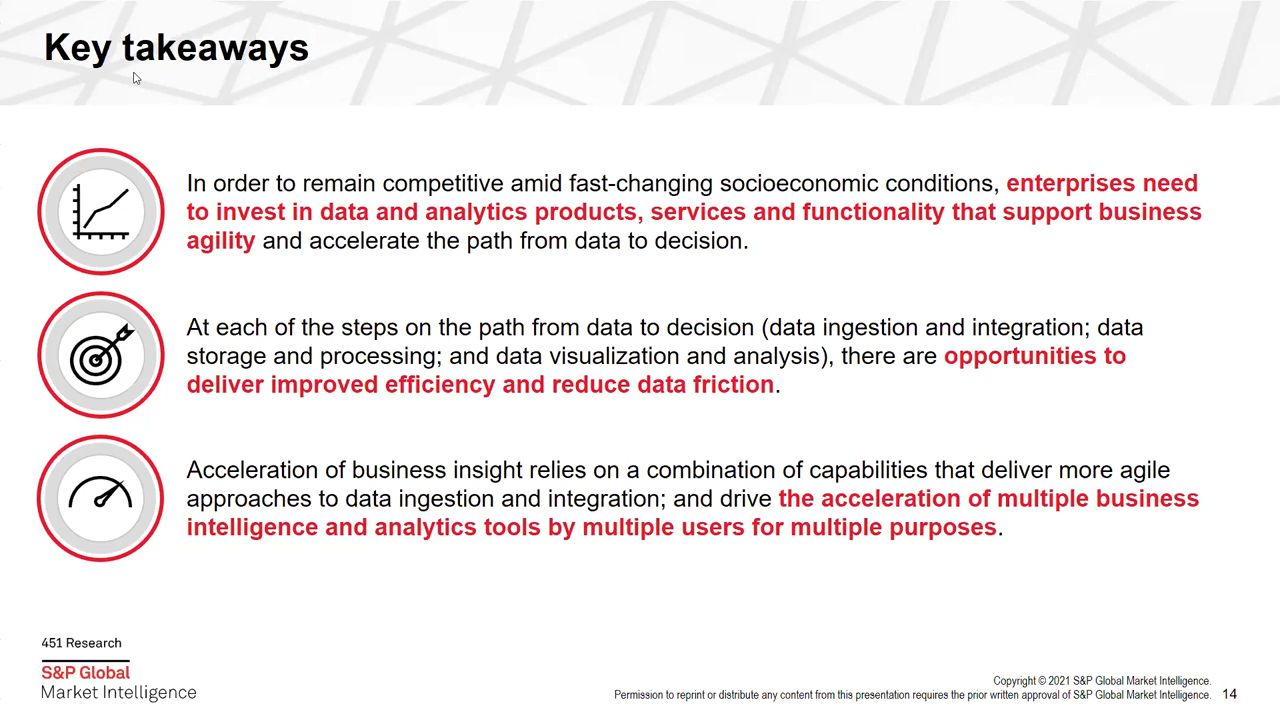 Key takeaways
In order to remain competitive amid fast-changing socioeconomic conditions, enterprises need
to invest in data and analytics products, services and functionality that support business
agility and accelerate the path from data to decision.
At each of the steps on the path from data to decision (data ingestion and integration; data
storage and processing; and data visualization and analysis), there are opportunities to
deliver improved efficiency and reduce data friction.
Acceleration of business insight relies on a combination of capabilities that deliver more agile
approaches to data ingestion and integration; and drive the acceleration of multiple business
intelligence and analytics tools by multiple users for multiple purposes.
451 Research
S&P Global
Market Intelligence
Copyright © 2021 S&P Global Market Intelligence.
Permission to reprint or distribute any content from this presentation requires the prior written approval of S&P Global Market Intelligence. 14